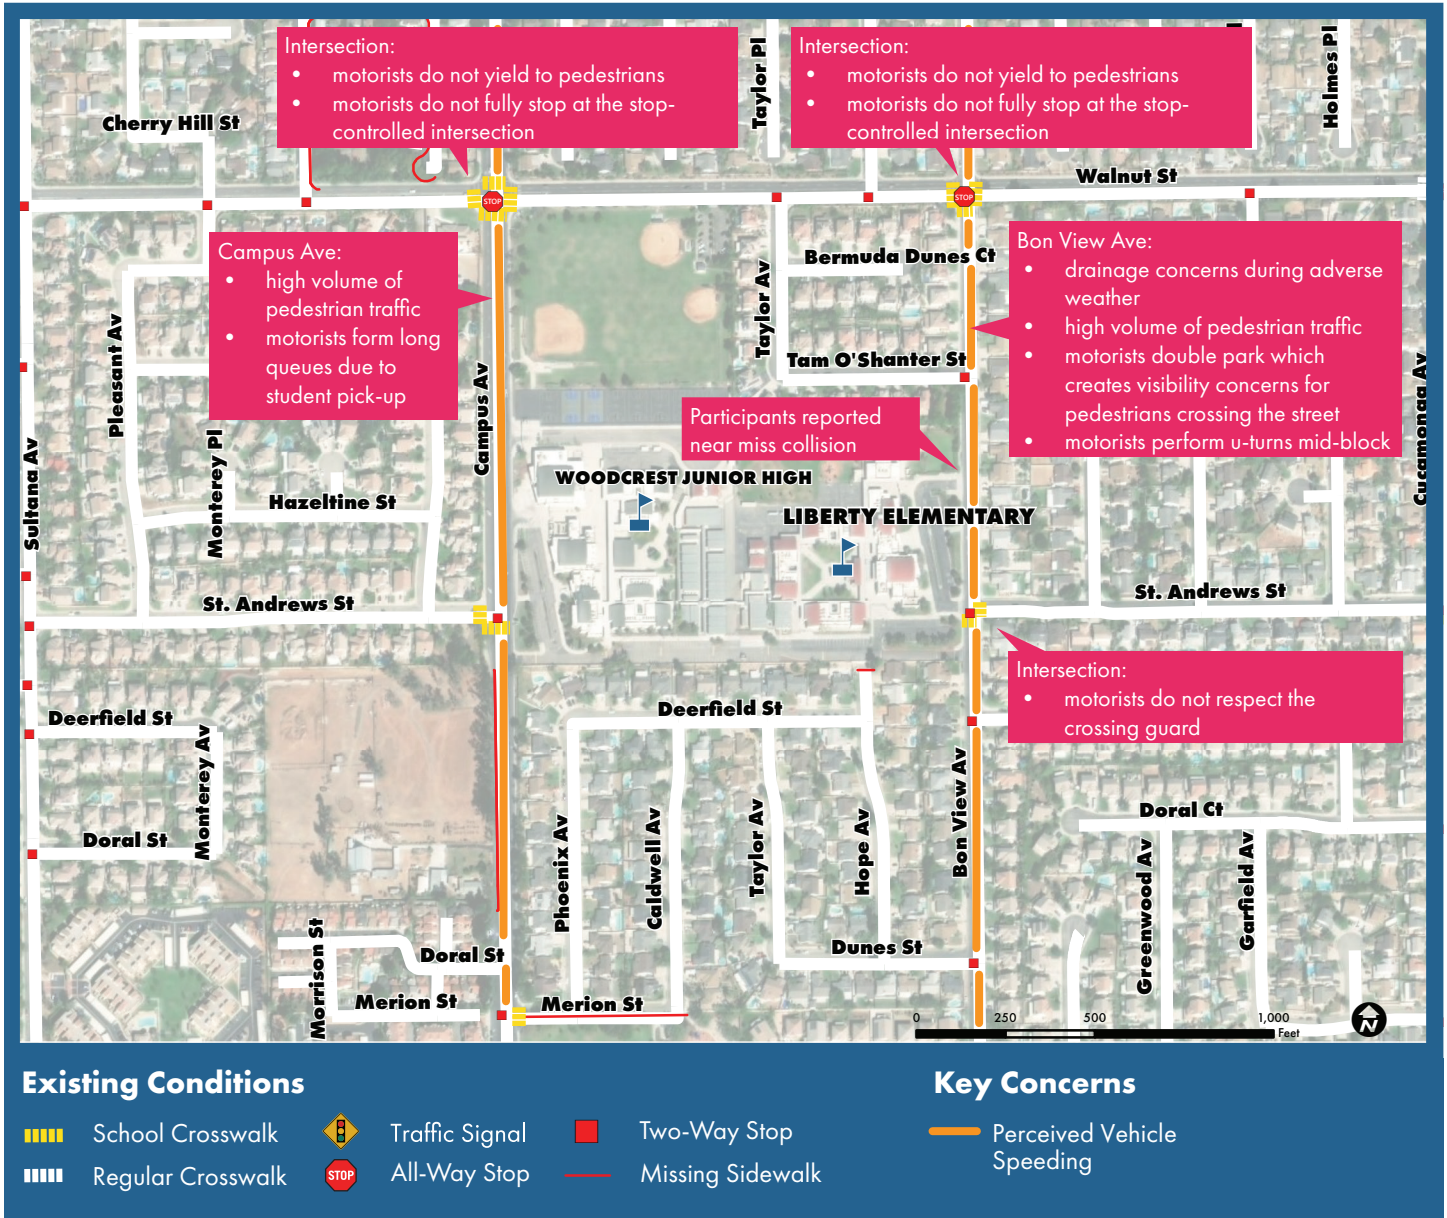 Intersection:
• motorists do not yield to pedestrians
• motorists do not fully stop at the stop-
controlled intersection
Taylor Pl
Intersection:
• motorists do not yield to pedestrians
• motorists do not fully stop at the stop-
controlled intersection
Holmes Pl
Cherry Hill St
Walnut St
STOP
STOP
Campus Ave:
• high volume of
pedestrian traffic
• motorists form long
queues due to
student pick-up
Bermuda Dunes Ct
Bon View Ave:
• drainage concerns during adverse
weather
• high volume of pedestrian traffic
• motorists double park which
creates visibility concerns for
pedestrians crossing the street
• motorists perform u-turns mid-block
Pleasant Av
Taylor Av
Tam O'Shanter St
Campus Av
Cucamonga Av
Participants reported
near miss collision
Sultana Av
Monterey Pl
WOODCREST JUNIOR HIGH
Hazeltine St
LIBERTY ELEMENTARY
St. Andrews St
St. Andrews St
Intersection:
• motorists do not respect the
crossing guard
Deerfield St
Deerfield St
Monterey Av
Bon View Av
Doral St
Doral Ct
Phoenix Av
Caldwell Av
Taylor Av
Hope Av
Greenwood Av
Garfield Av
Morrison St
Doral St
Dunes St
Merion St
Merion St
0 250 500 1,000
Feet
N
Existing Conditions
Key Concerns
School Crosswalk
Traffic Signal
Two-Way Stop
Perceived Vehicle
Speeding
Regular Crosswalk
STOP
All-Way Stop
Missing Sidewalk